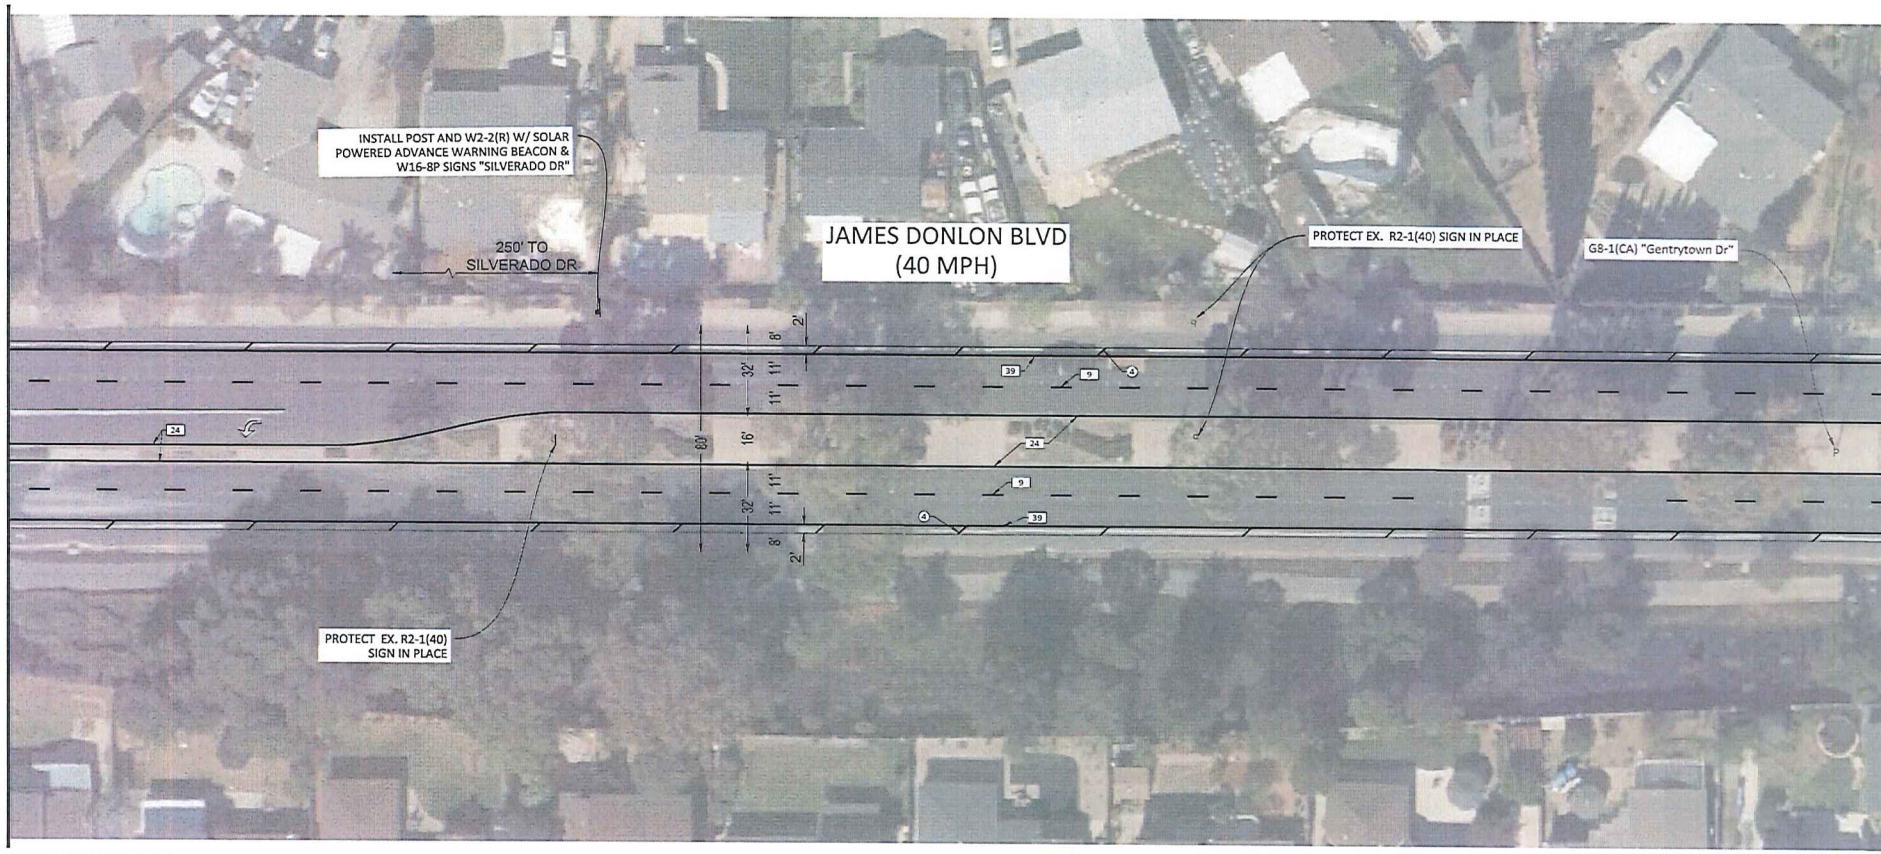 INSTALL POST AND W2-2(R) W/ SOLAR
POWERED ADVANCE WARNING BEACON &
W16-8P SIGNS "SILVERADO DR"
250' TO
SILVERADO DR
JAMES DONLON BLVD
(40 MPH)
PROTECT EX. R2-1(40) SIGN IN PLACE
G8-1(CA) "Gentrytown Dr"
2'
8'
32'
11'
11'
39
9
4
24
80'
16'
24
11'
32'
11'
9
4
39
8'
2'
PROTECT EX. R2-1(40)
SIGN IN PLACE